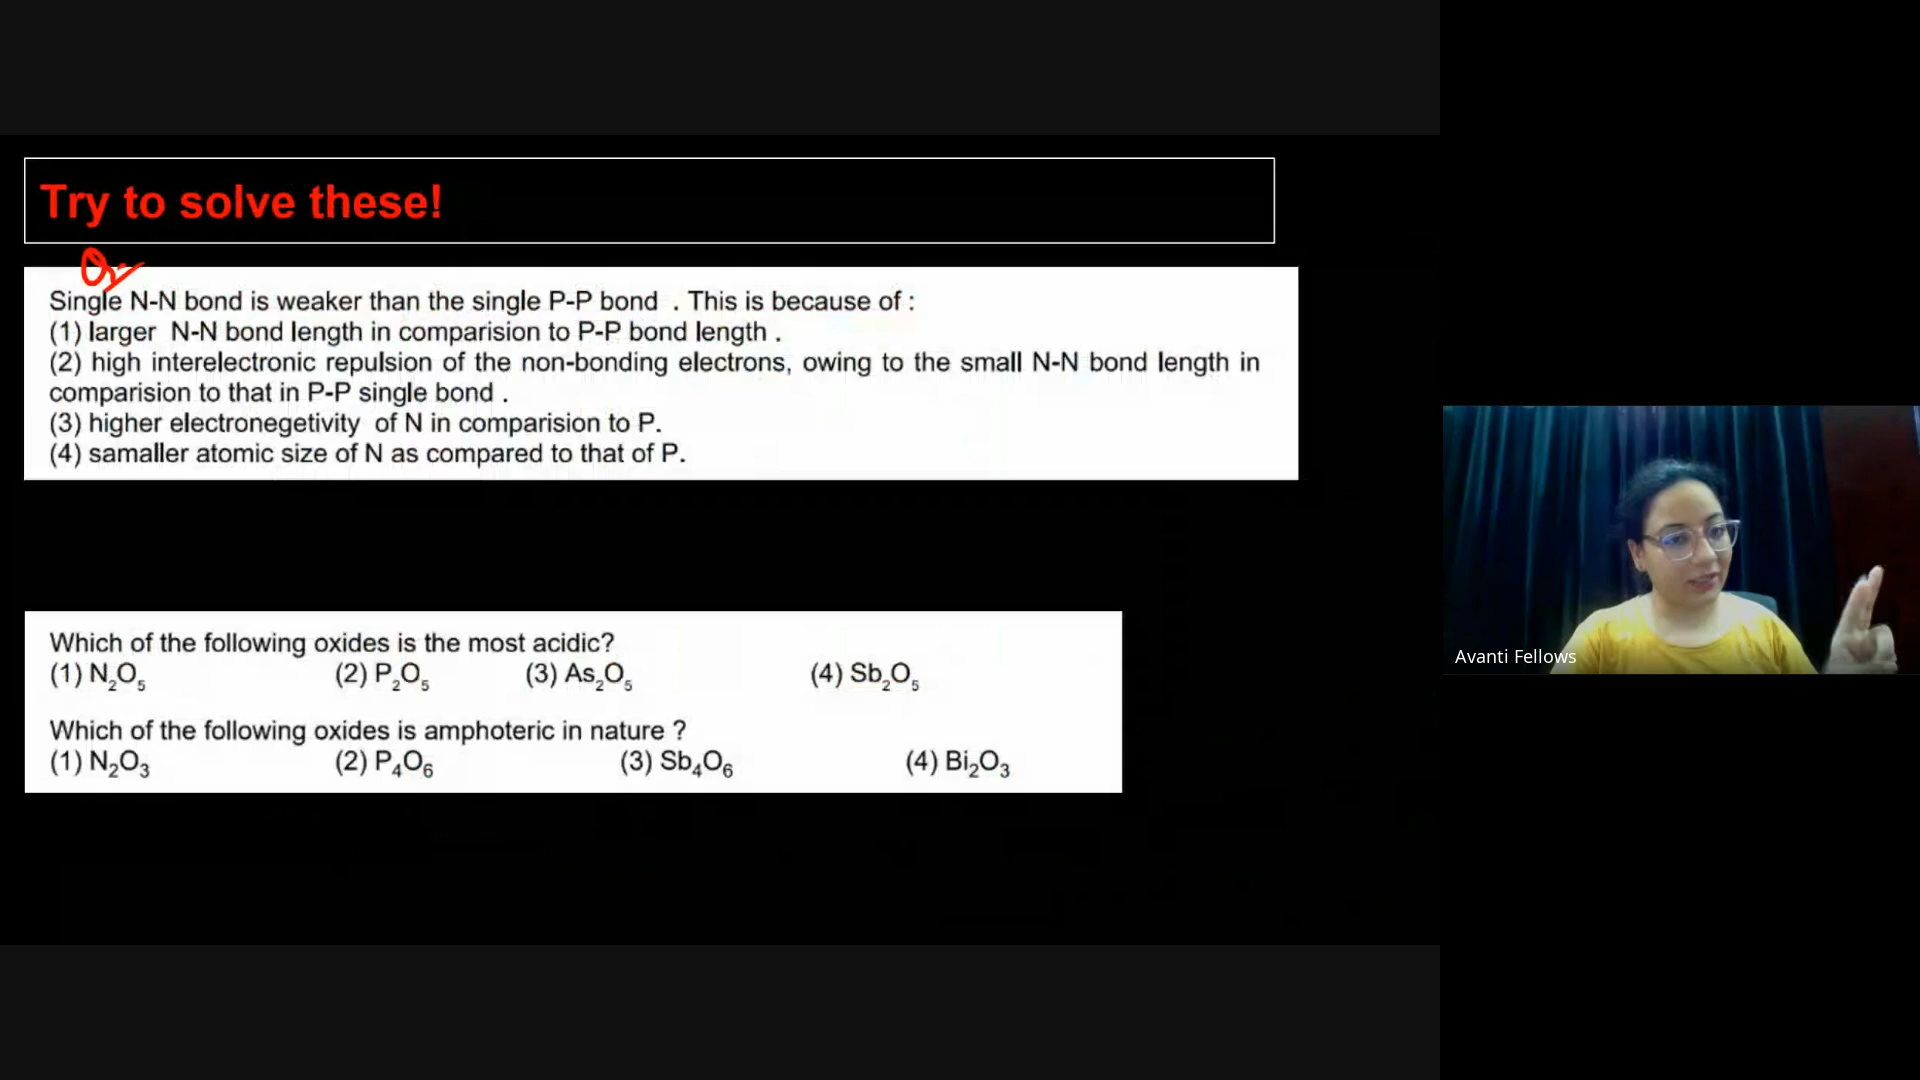 Try to solve these!
Single N-N bond is weaker than the single P-P bond . This is because of :
(1) larger N-N bond length in comparision to P-P bond length .
(2) high interelectronic repulsion of the non-bonding electrons, owing to the small N-N bond length in
comparision to that in P-P single bond .
(3) higher electronegetivity of N in comparision to P.
(4) samaller atomic size of N as compared to that of P.
Which of the following oxides is the most acidic?
(1) N₂O₅ (2) P₂O₅ (3) As₂O₅ (4) Sb₂O₅
Which of the following oxides is amphoteric in nature ?
(1) N₂O₃ (2) P₄O₆ (3) Sb₄O₆ (4) Bi₂O₃
Avanti Fellows